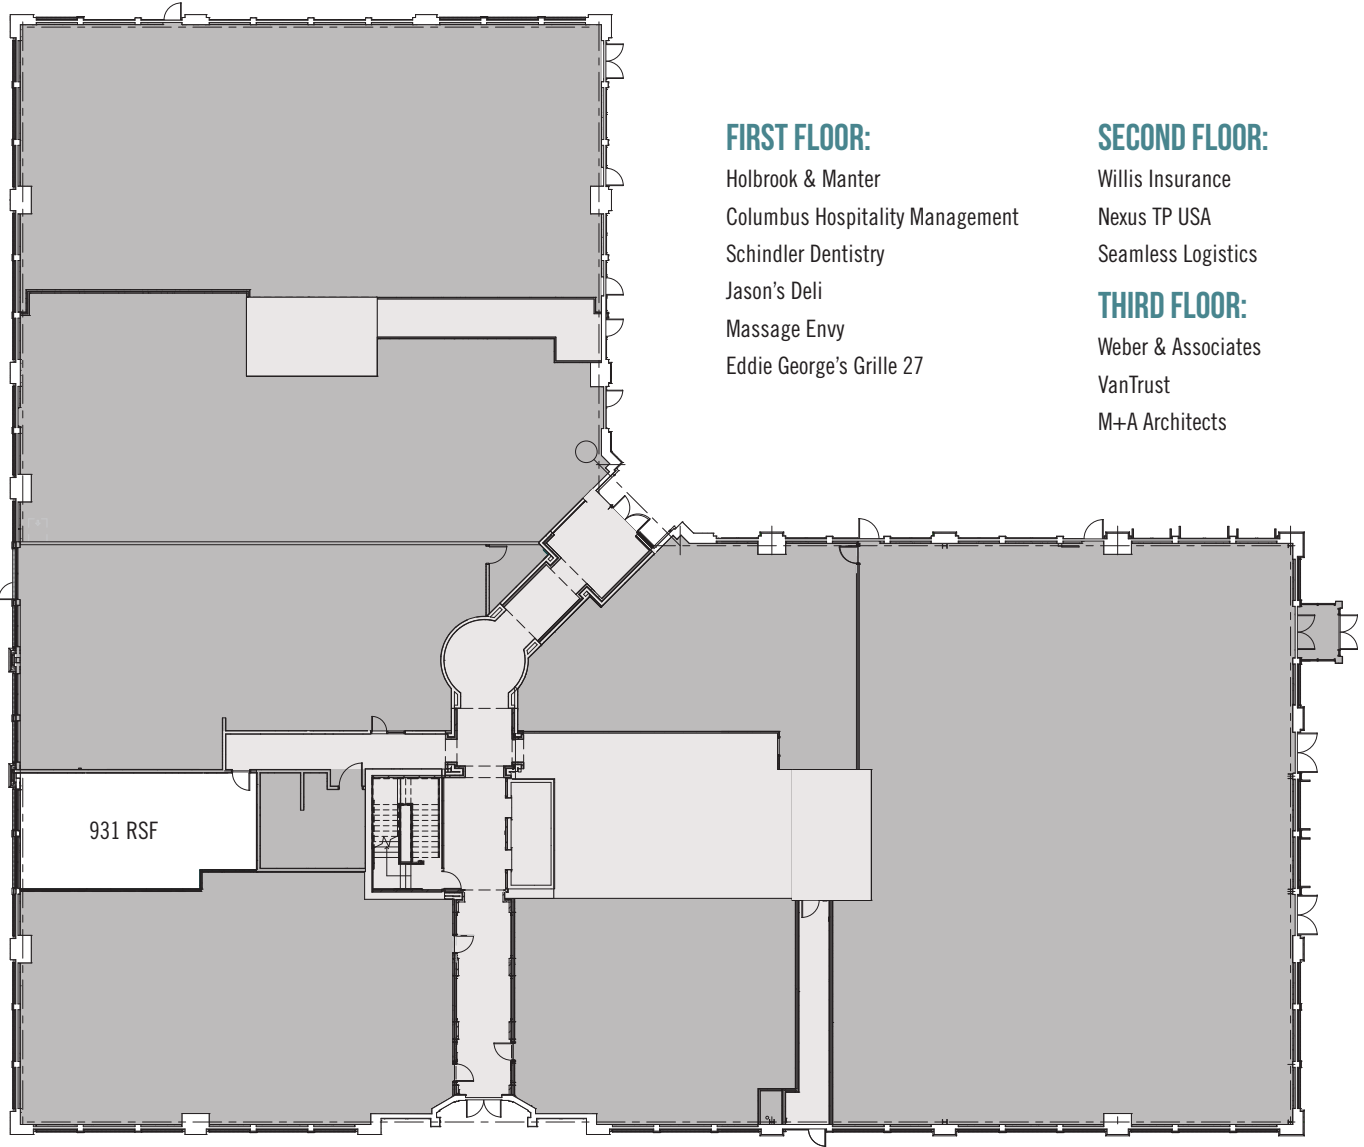 FIRST FLOOR:
Holbrook & Manter
Columbus Hospitality Management
Schindler Dentistry
Jason’s Deli
Massage Envy
Eddie George’s Grille 27
SECOND FLOOR:
Willis Insurance
Nexus TP USA
Seamless Logistics
THIRD FLOOR:
Weber & Associates
VanTrust
M+A Architects
931 RSF